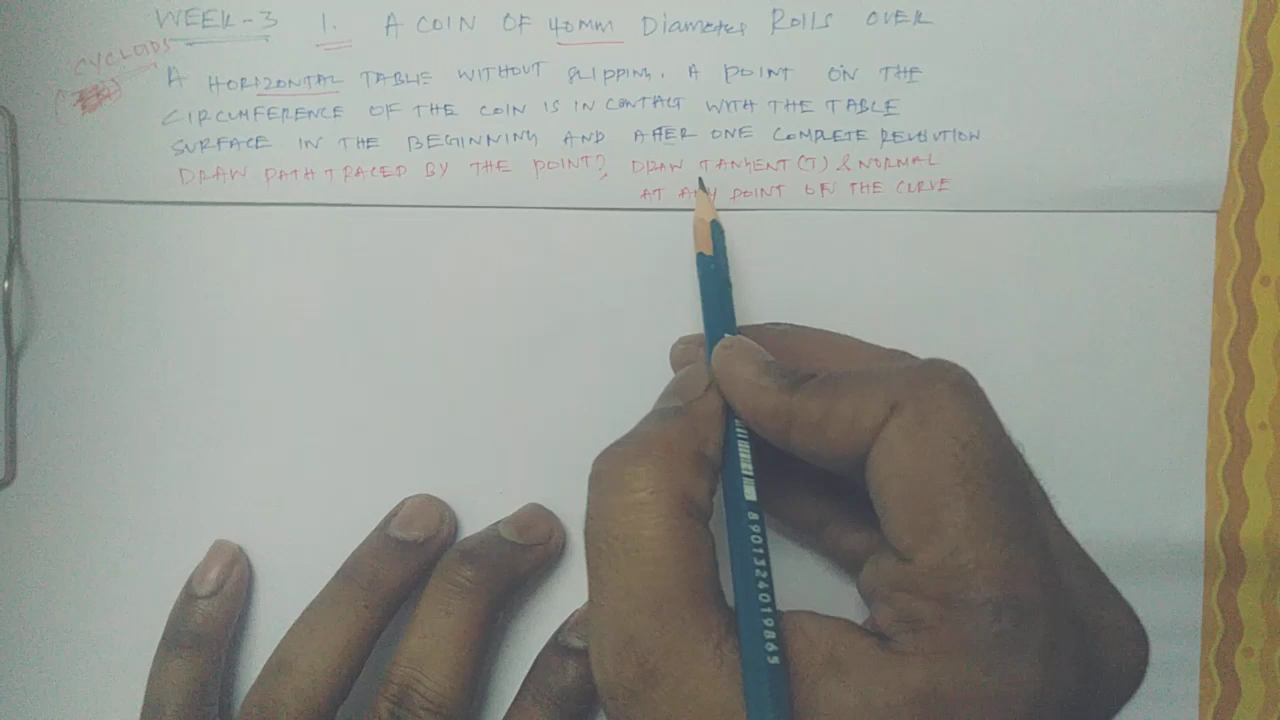 WEEK-3 1. A COIN OF 40MM Diameter Rolls OVER
CYCLOIDS
A HORIZONTAL TABLE WITHOUT SLIPPING. A POINT ON THE
CIRCUMFERENCE OF THE COIN IS IN CONTACT WITH THE TABLE
SURFACE IN THE BEGINNING AND AFTER ONE COMPLETE REVOLUTION
DRAW PATH TRACED BY THE POINT? DRAW TANGENT (T) & NORMAL
AT ANY POINT ON THE CURVE
8901324019865